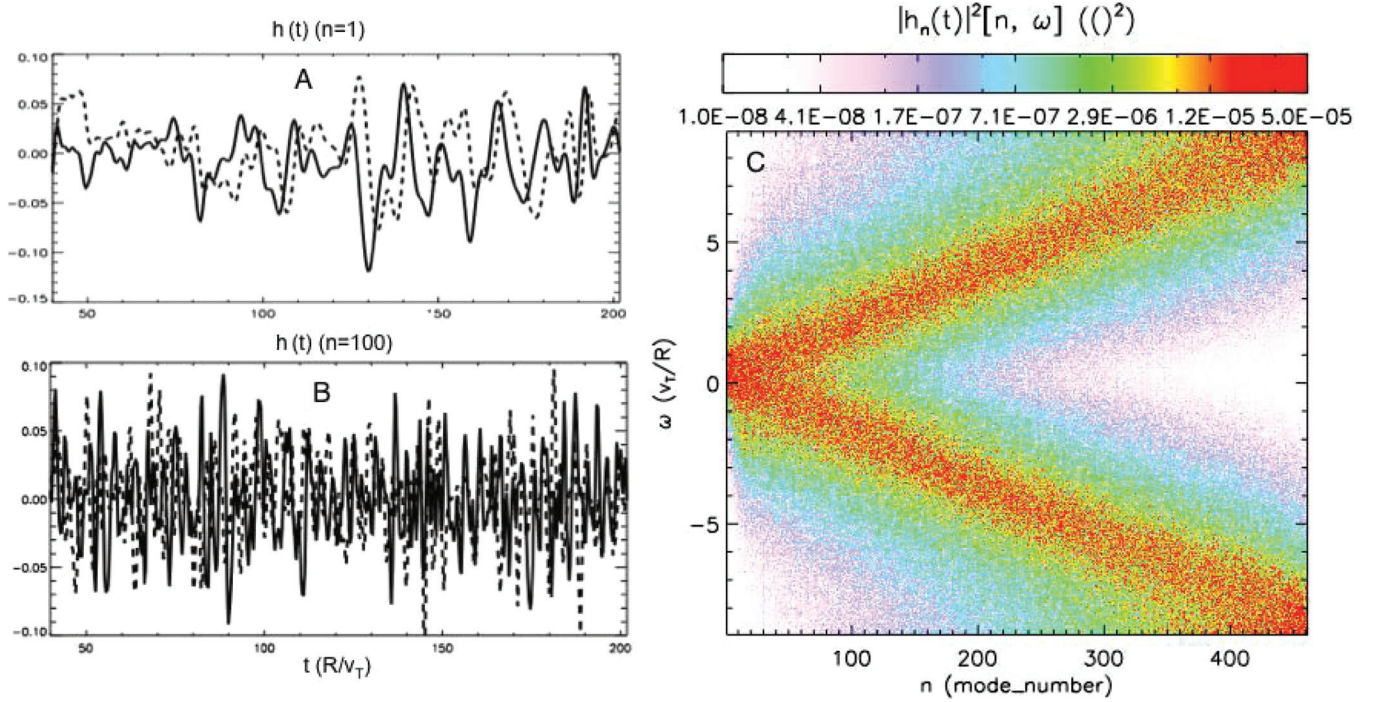 h (t) (n=1)
A
0.10
0.05
0.00
−0.05
−0.10
−0.15
50 100 150 200
h (t) (n=100)
B
0.10
0.05
0.00
−0.05
−0.10
50 100 150 200
t (R/v_T)
|h_n(t)|²[n, ω] (()²)
1.0E−08 4.1E−08 1.7E−07 7.1E−07 2.9E−06 1.2E−05 5.0E−05
C
ω (v_T/R)
5
0
−5
100 200 300 400
n (mode_number)